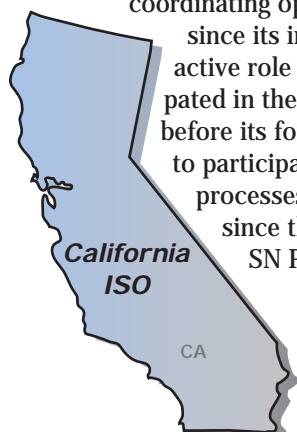 coordinating op
since its in
active role
pated in the
before its fo
to participa
processes
since th
SN F
California
ISO
CA